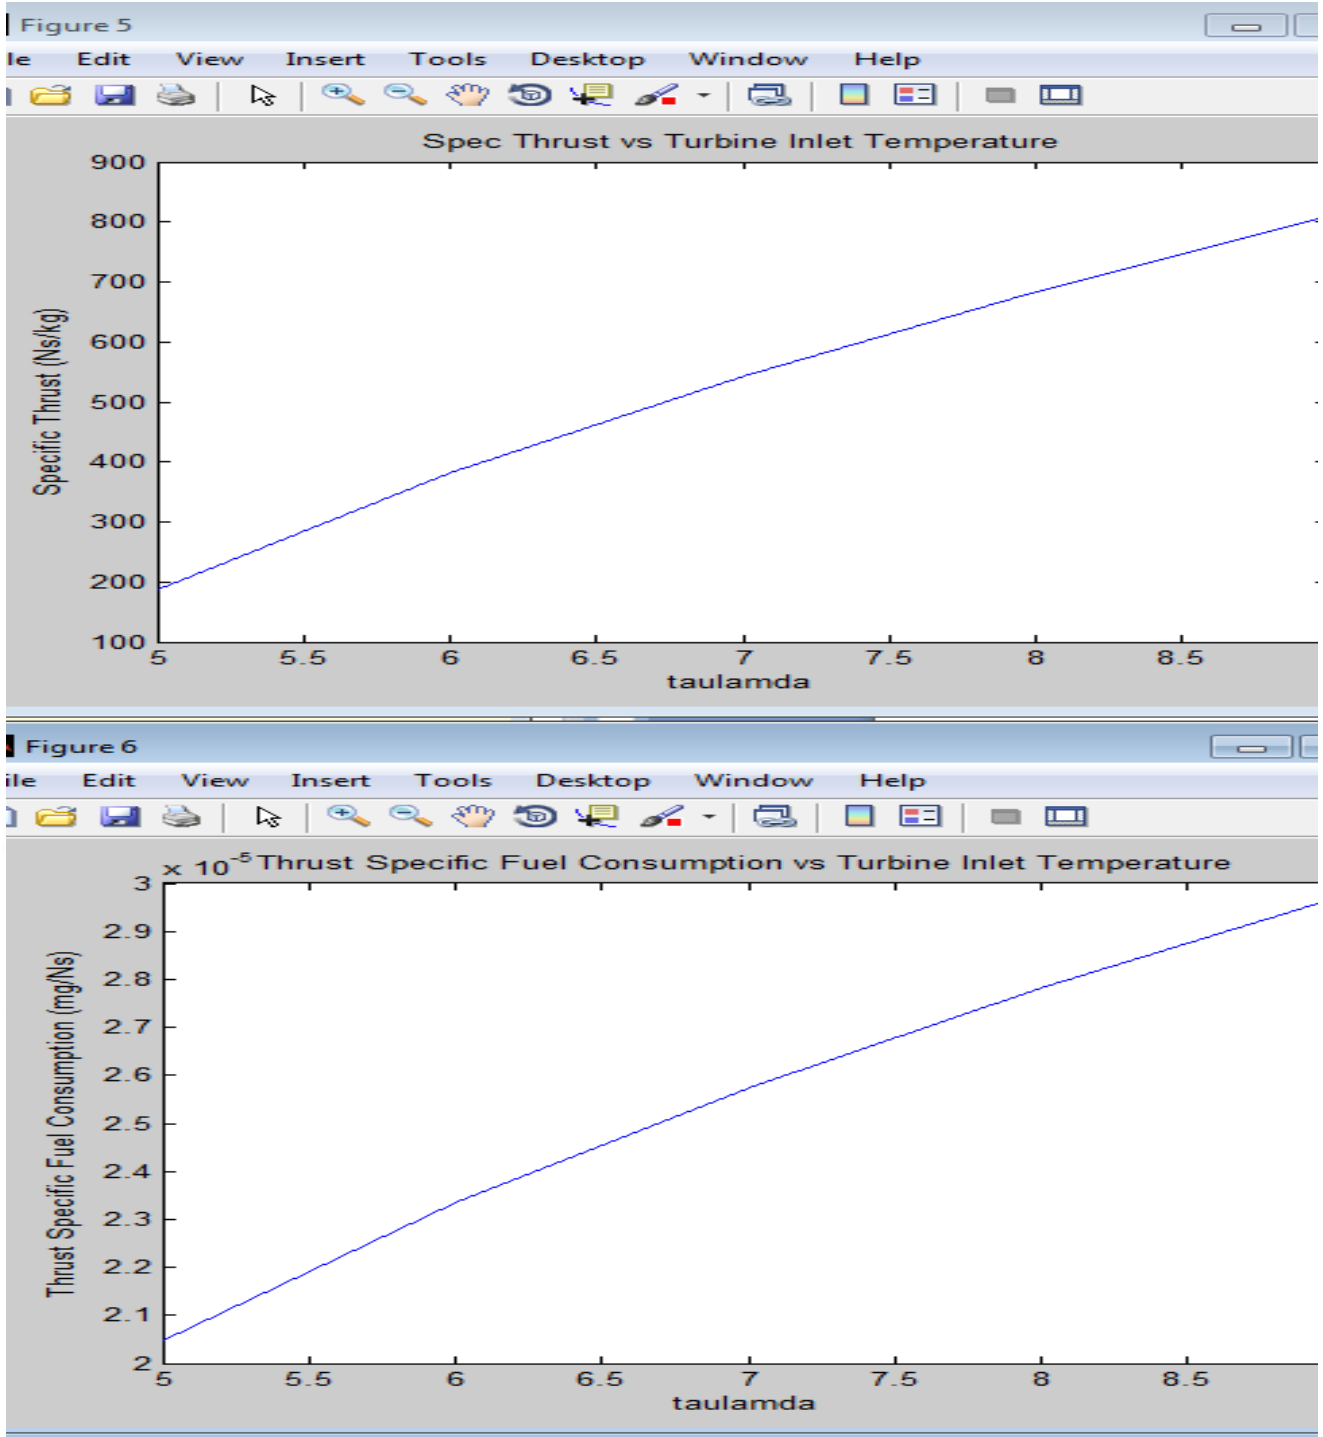 Figure 5
le Edit View Insert Tools Desktop Window Help
Spec Thrust vs Turbine Inlet Temperature
900
800
700
600
500
400
300
200
100
Specific Thrust (Ns/kg)
5 5.5 6 6.5 7 7.5 8 8.5
taulamda
Figure 6
ile Edit View Insert Tools Desktop Window Help
x 10-5 Thrust Specific Fuel Consumption vs Turbine Inlet Temperature
3
2.9
2.8
2.7
2.6
2.5
2.4
2.3
2.2
2.1
2
Thrust Specific Fuel Consumption (mg/Ns)
5 5.5 6 6.5 7 7.5 8 8.5
taulamda